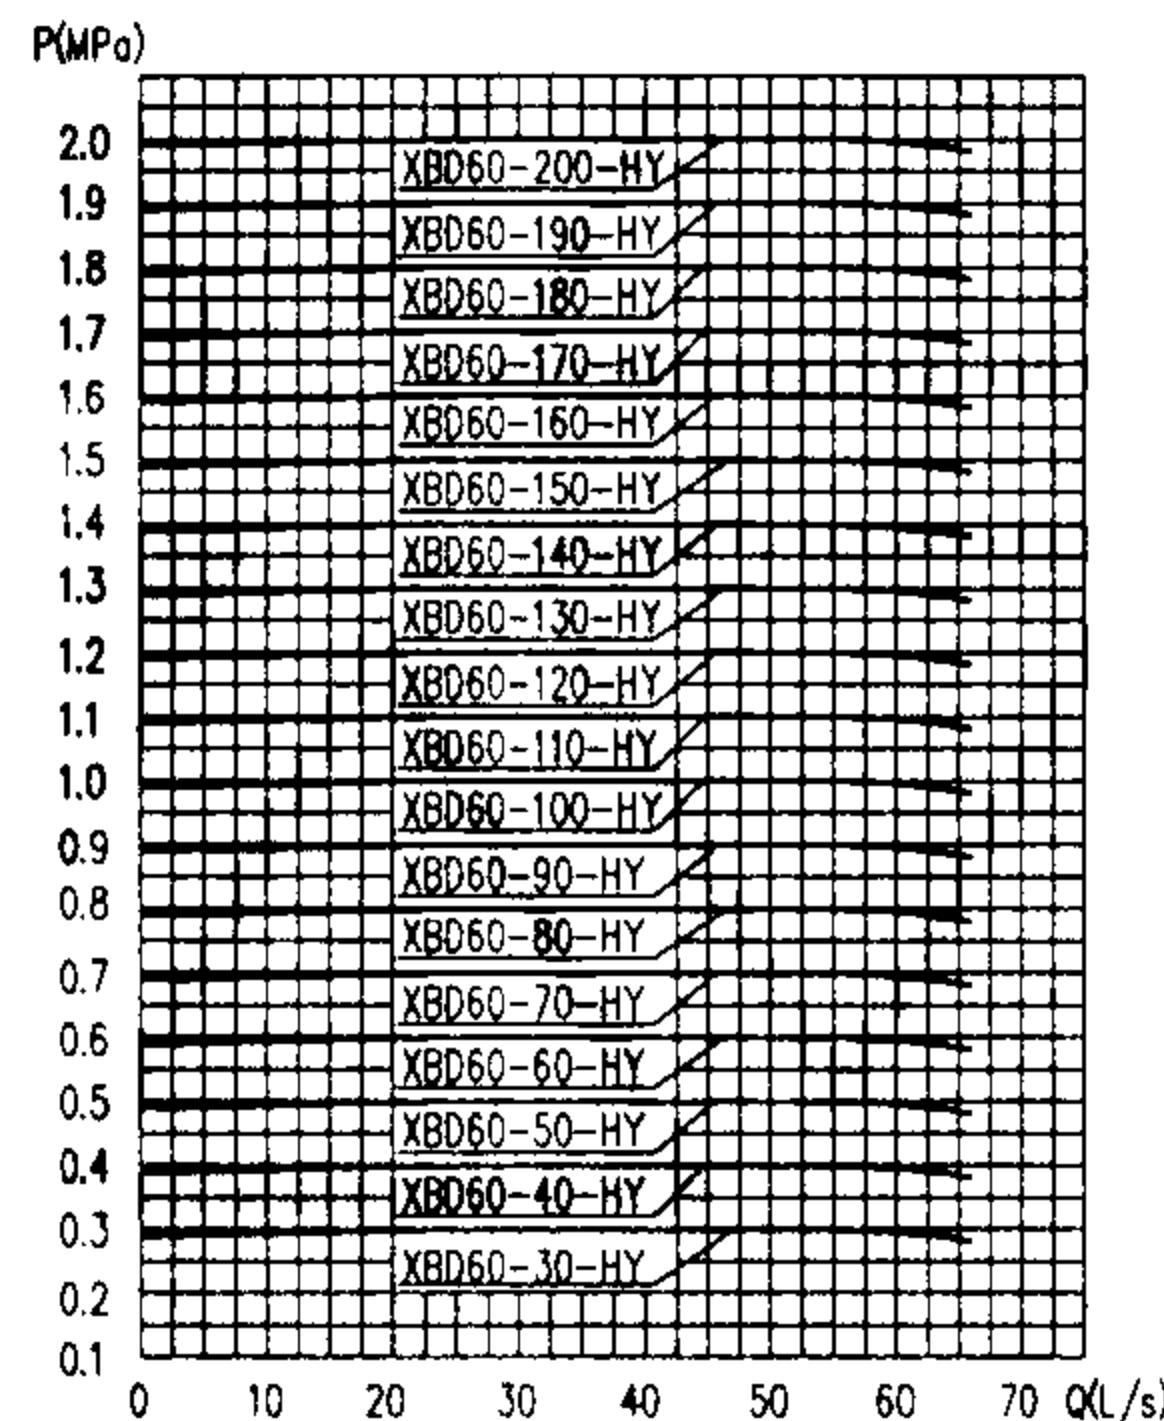 P(MPa)
2.0
XBD60-200-HY
1.9
XBD60-190-HY
1.8
XBD60-180-HY
1.7
XBD60-170-HY
1.6
XBD60-160-HY
1.5
XBD60-150-HY
1.4
XBD60-140-HY
1.3
XBD60-130-HY
1.2
XBD60-120-HY
1.1
XBD60-110-HY
1.0
XBD60-100-HY
0.9
XBD60-90-HY
0.8
XBD60-80-HY
0.7
XBD60-70-HY
0.6
XBD60-60-HY
0.5
XBD60-50-HY
0.4
XBD60-40-HY
0.3
XBD60-30-HY
0.2
0.1
0 10 20 30 40 50 60 70 Q(L/s)